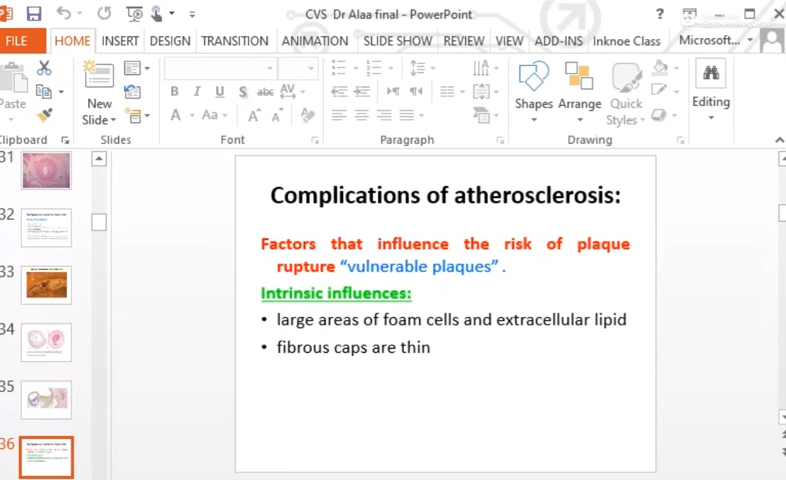 CVS Dr Alaa final - PowerPoint
FILE HOME INSERT DESIGN TRANSITION ANIMATION SLIDE SHOW REVIEW VIEW ADD-INS Inknoe Class Microsoft...
Paste
New
Slide
Shapes
Arrange
Quick
Styles
Editing
B I U S abc AV
A Aa A A
Clipboard Slides Font Paragraph Drawing
31
32
33
34
35
36
Complications of atherosclerosis:
Factors that influence the risk of plaque
rupture “vulnerable plaques” .
Intrinsic influences:
• large areas of foam cells and extracellular lipid
• fibrous caps are thin